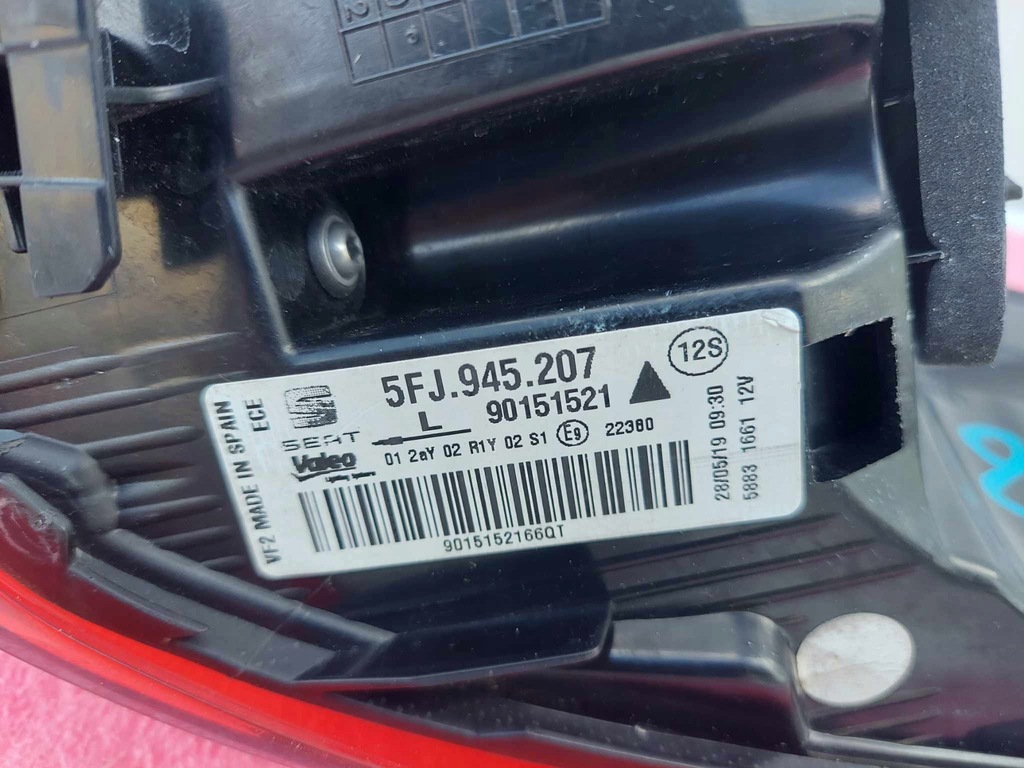 5FJ.945.207
12S
L
90151521
SEAT
Valeo
01 2aY 02 R1Y 02 S1 E9 22380
9015152166QT
VF2 MADE IN SPAIN
ECE
28/05/19 09:30
5883 1661 12V